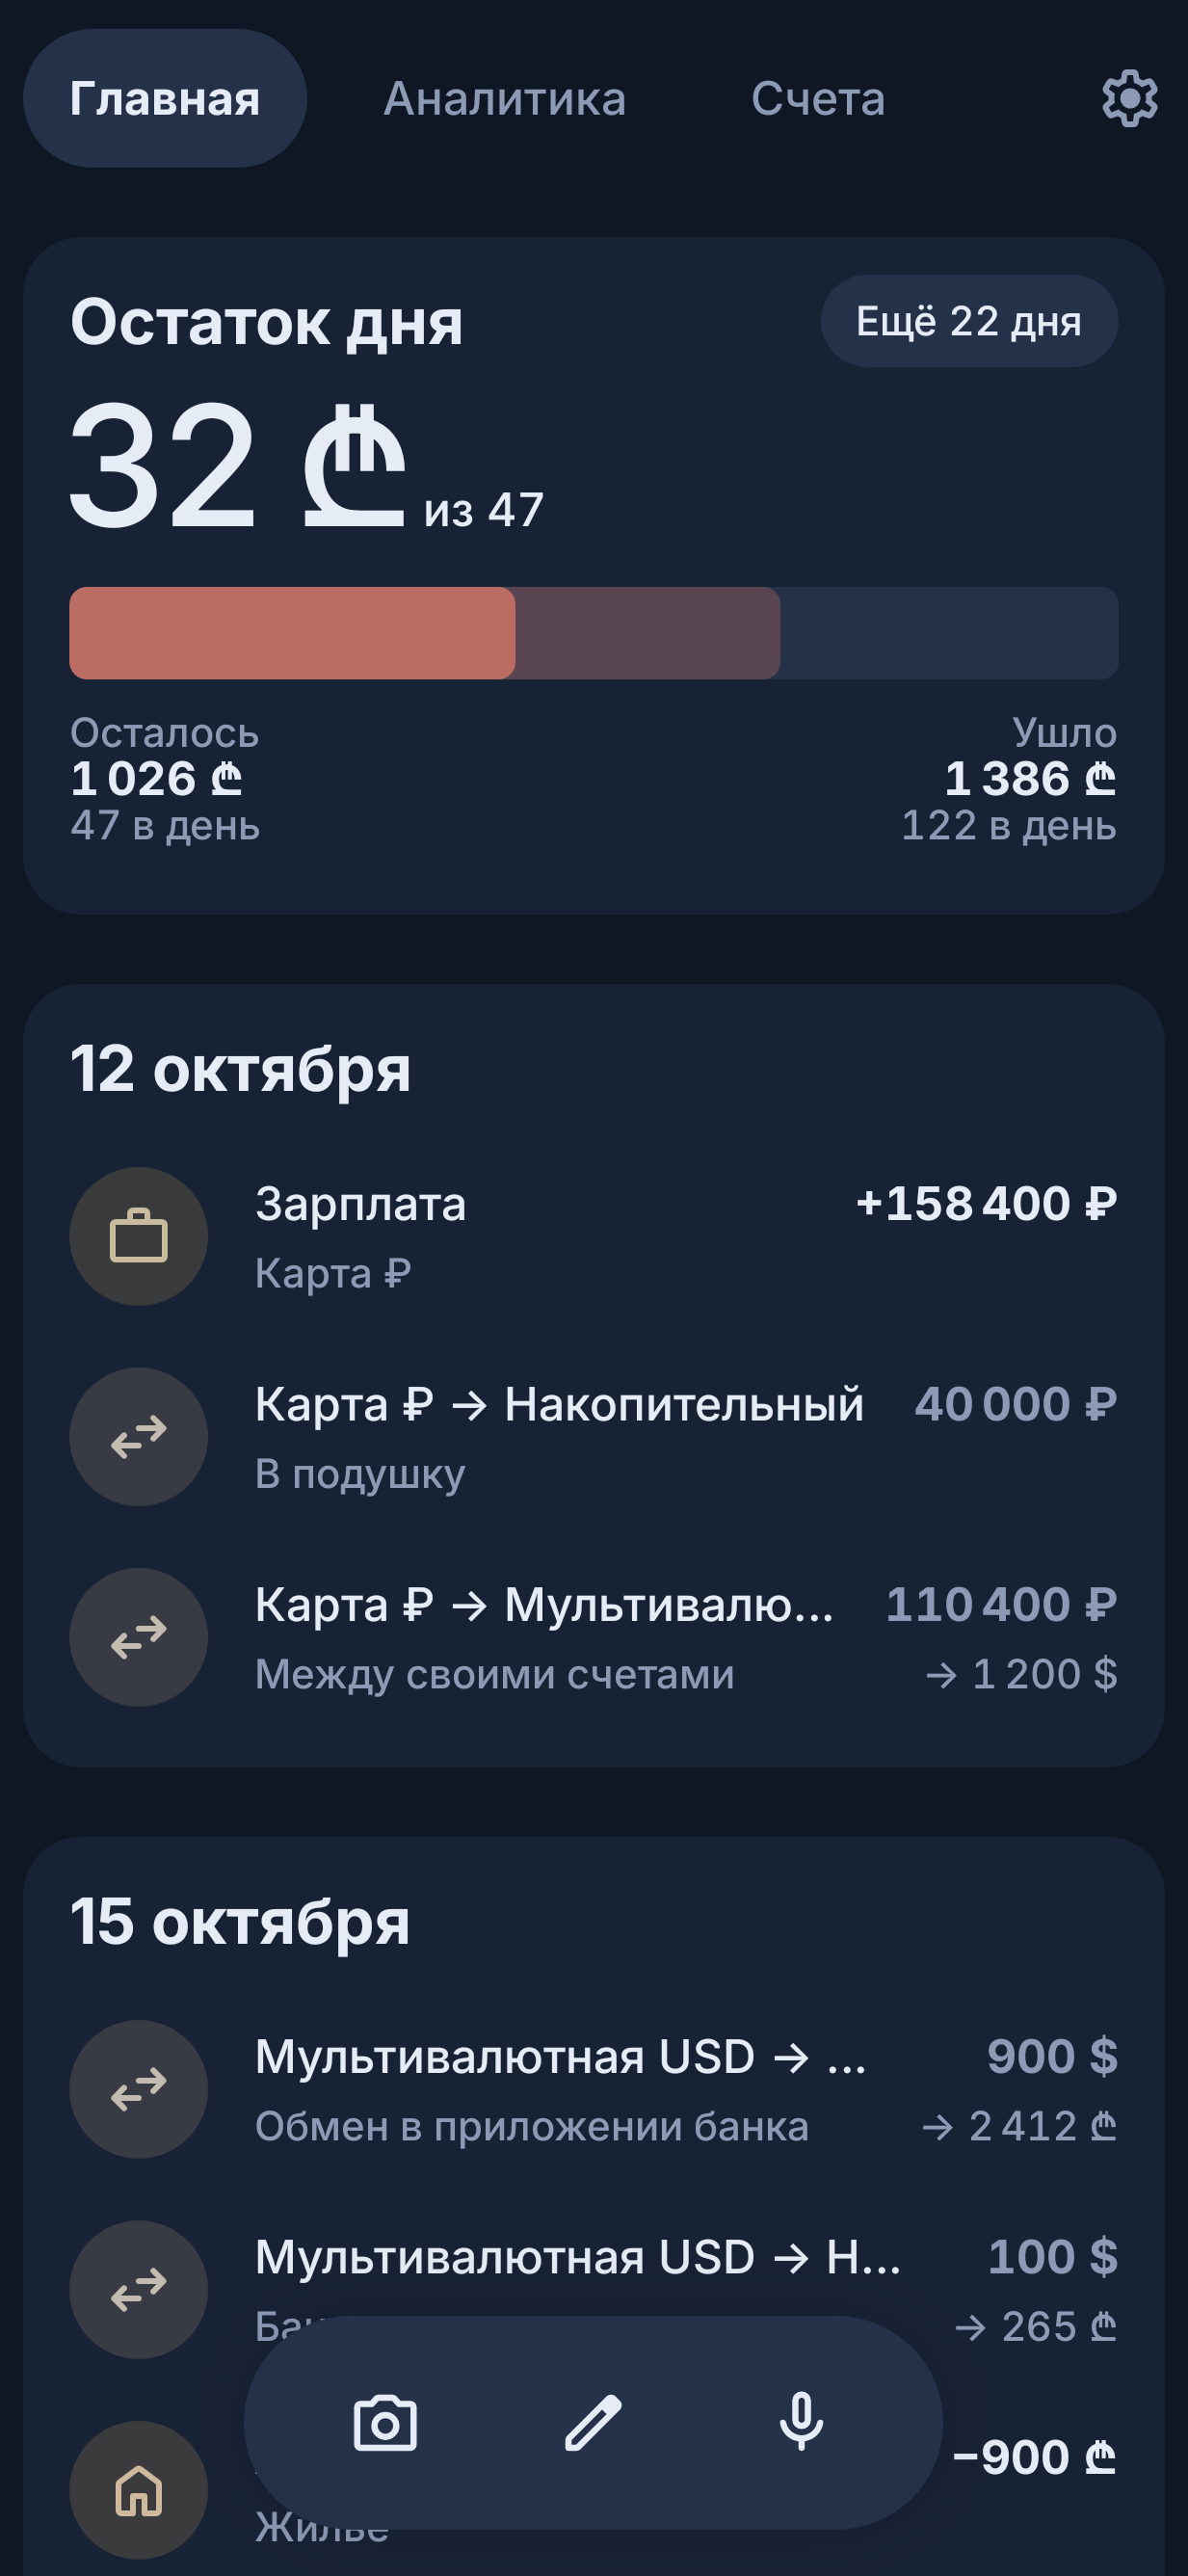 Главная Аналитика Счета
Остаток дня Ещё 22 дня
32 ₾ из 47
Осталось Ушло
1 026 ₾ 1 386 ₾
47 в день 122 в день
12 октября
Зарплата +158 400 ₽
Карта ₽
Карта ₽ → Накопительный 40 000 ₽
В подушку
Карта ₽ → Мультивалю... 110 400 ₽
Между своими счетами → 1 200 $
15 октября
Мультивалютная USD → ... 900 $
Обмен в приложении банка → 2 412 ₾
Мультивалютная USD → Н... 100 $
→ 265 ₾
−900 ₾
Жильё